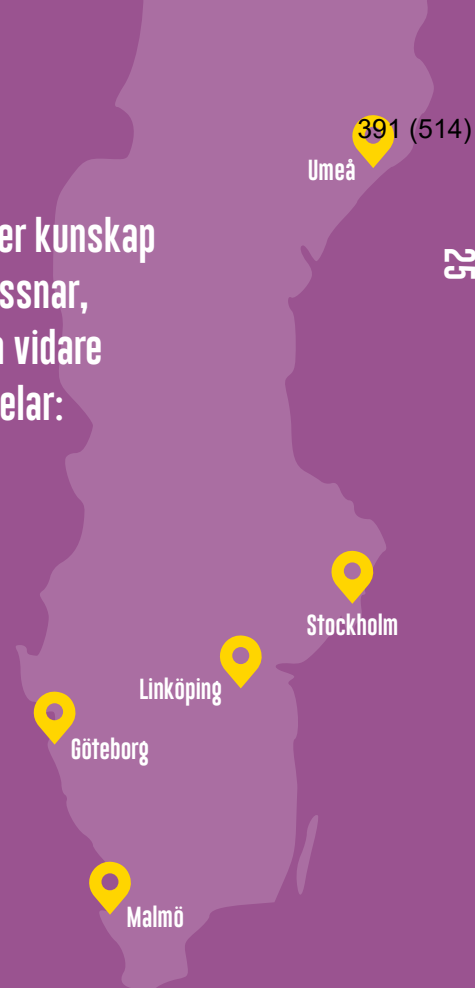 391 (514)
Umeå
er kunskap
ssnar,
vidare
elar:
25
Stockholm
Linköping
Göteborg
Malmö